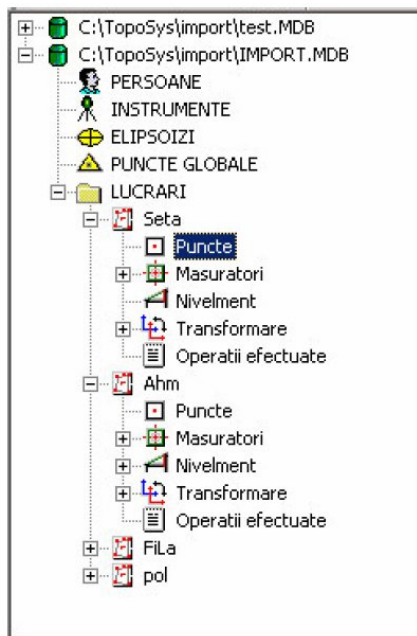 C:\TopoSys\import\test.MDB
C:\TopoSys\import\IMPORT.MDB
PERSOANE
INSTRUMENTE
ELIPSOIZI
PUNCTE GLOBALE
LUCRARI
Seta
Puncte
Masuratori
Nivelment
Transformare
Operatii efectuate
Ahm
Puncte
Masuratori
Nivelment
Transformare
Operatii efectuate
FiLa
pol